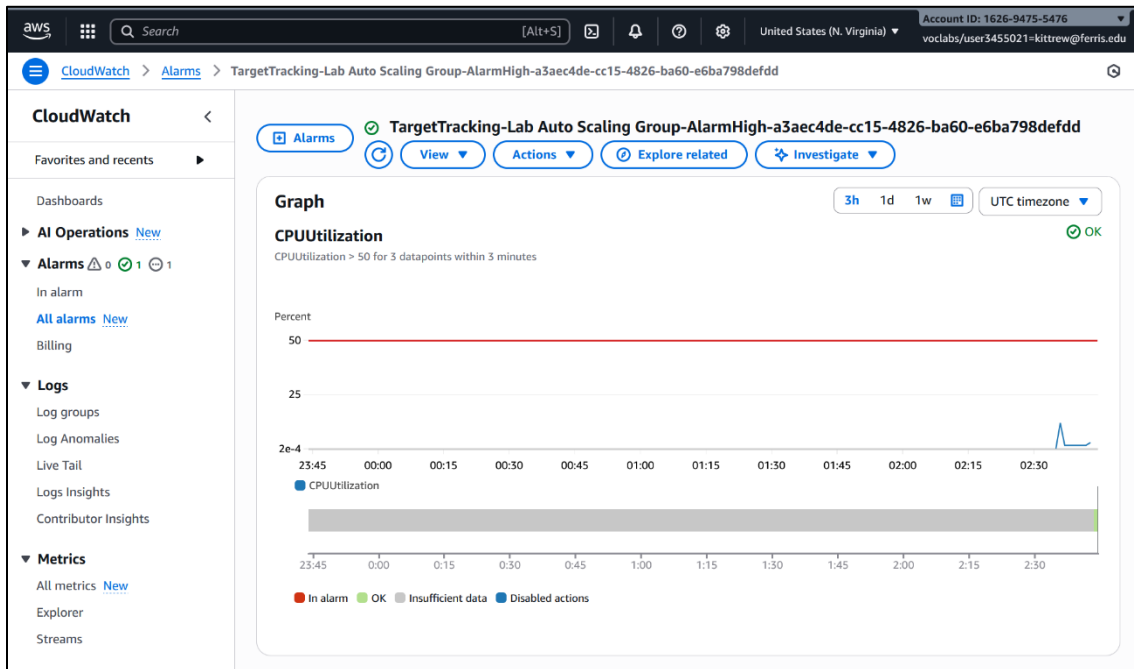 aws
Search [Alt+S] United States (N. Virginia) ▼
Account ID: 1626-9475-5476
voclabs/user3455021=kittrew@ferris.edu
CloudWatch > Alarms > TargetTracking-Lab Auto Scaling Group-AlarmHigh-a3aec4de-cc15-4826-ba60-e6ba798defdd
CloudWatch
Favorites and recents
Dashboards
AI Operations New
Alarms 0 1 1
In alarm
All alarms New
Billing
Logs
Log groups
Log Anomalies
Live Tail
Logs Insights
Contributor Insights
Metrics
All metrics New
Explorer
Streams
Alarms
TargetTracking-Lab Auto Scaling Group-AlarmHigh-a3aec4de-cc15-4826-ba60-e6ba798defdd
View Actions Explore related Investigate
Graph
3h 1d 1w UTC timezone
CPUUtilization
OK
CPUUtilization > 50 for 3 datapoints within 3 minutes
Percent
50
25
2e-4
23:45 00:00 00:15 00:30 00:45 01:00 01:15 01:30 01:45 02:00 02:15 02:30
CPUUtilization
23:45 0:00 0:15 0:30 0:45 1:00 1:15 1:30 1:45 2:00 2:15 2:30
In alarm OK Insufficient data Disabled actions